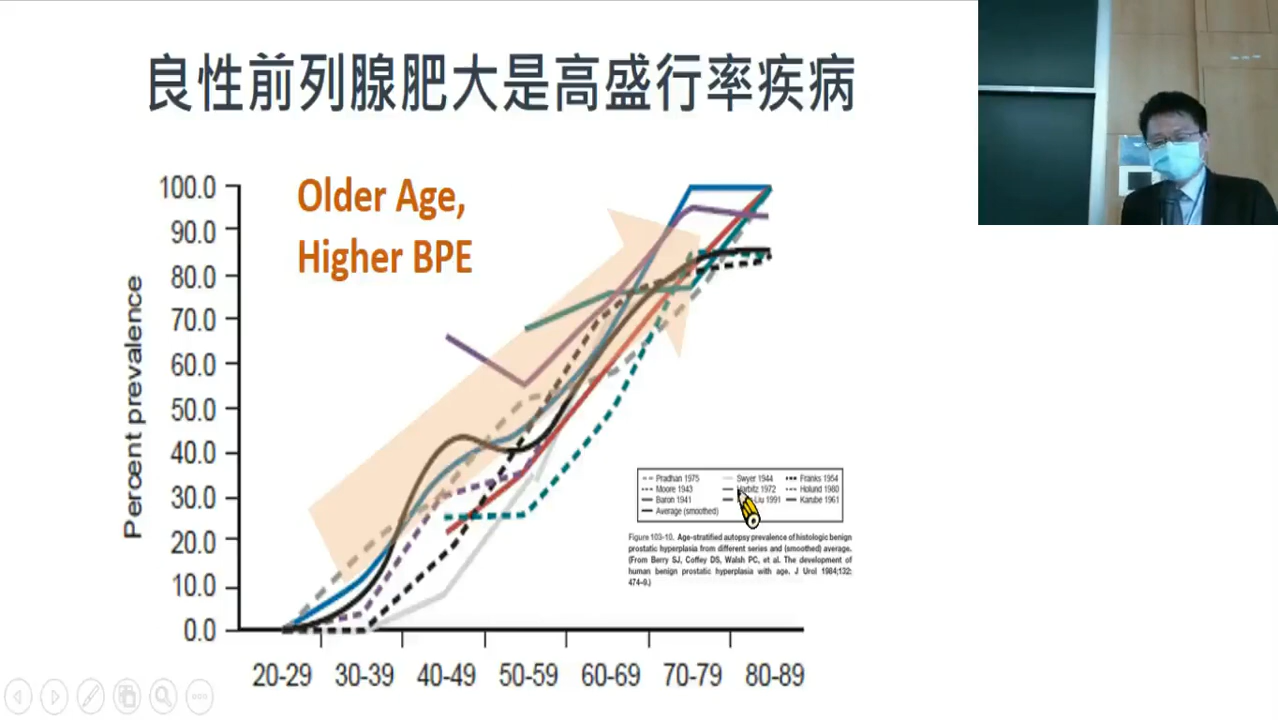 良性前列腺肥大是高盛行率疾病
Older Age,
Higher BPE
Percent prevalence
100.0
90.0
80.0
70.0
60.0
50.0
40.0
30.0
20.0
10.0
0.0
20-29 30-39 40-49 50-59 60-69 70-79 80-89
Pradhan 1975 Swyer 1944 Franks 1954
Moore 1943 Harbitz 1972 Holund 1980
Baron 1941 Liu 1991 Karube 1961
Average (smoothed)
Figure 103-10. Age-stratified autopsy prevalence of histologic benign
prostatic hyperplasia from different series and (smoothed) average.
(From Berry SJ, Coffey DS, Walsh PC, et al. The development of
human benign prostatic hyperplasia with age. J Urol 1984;132:
474–9.)